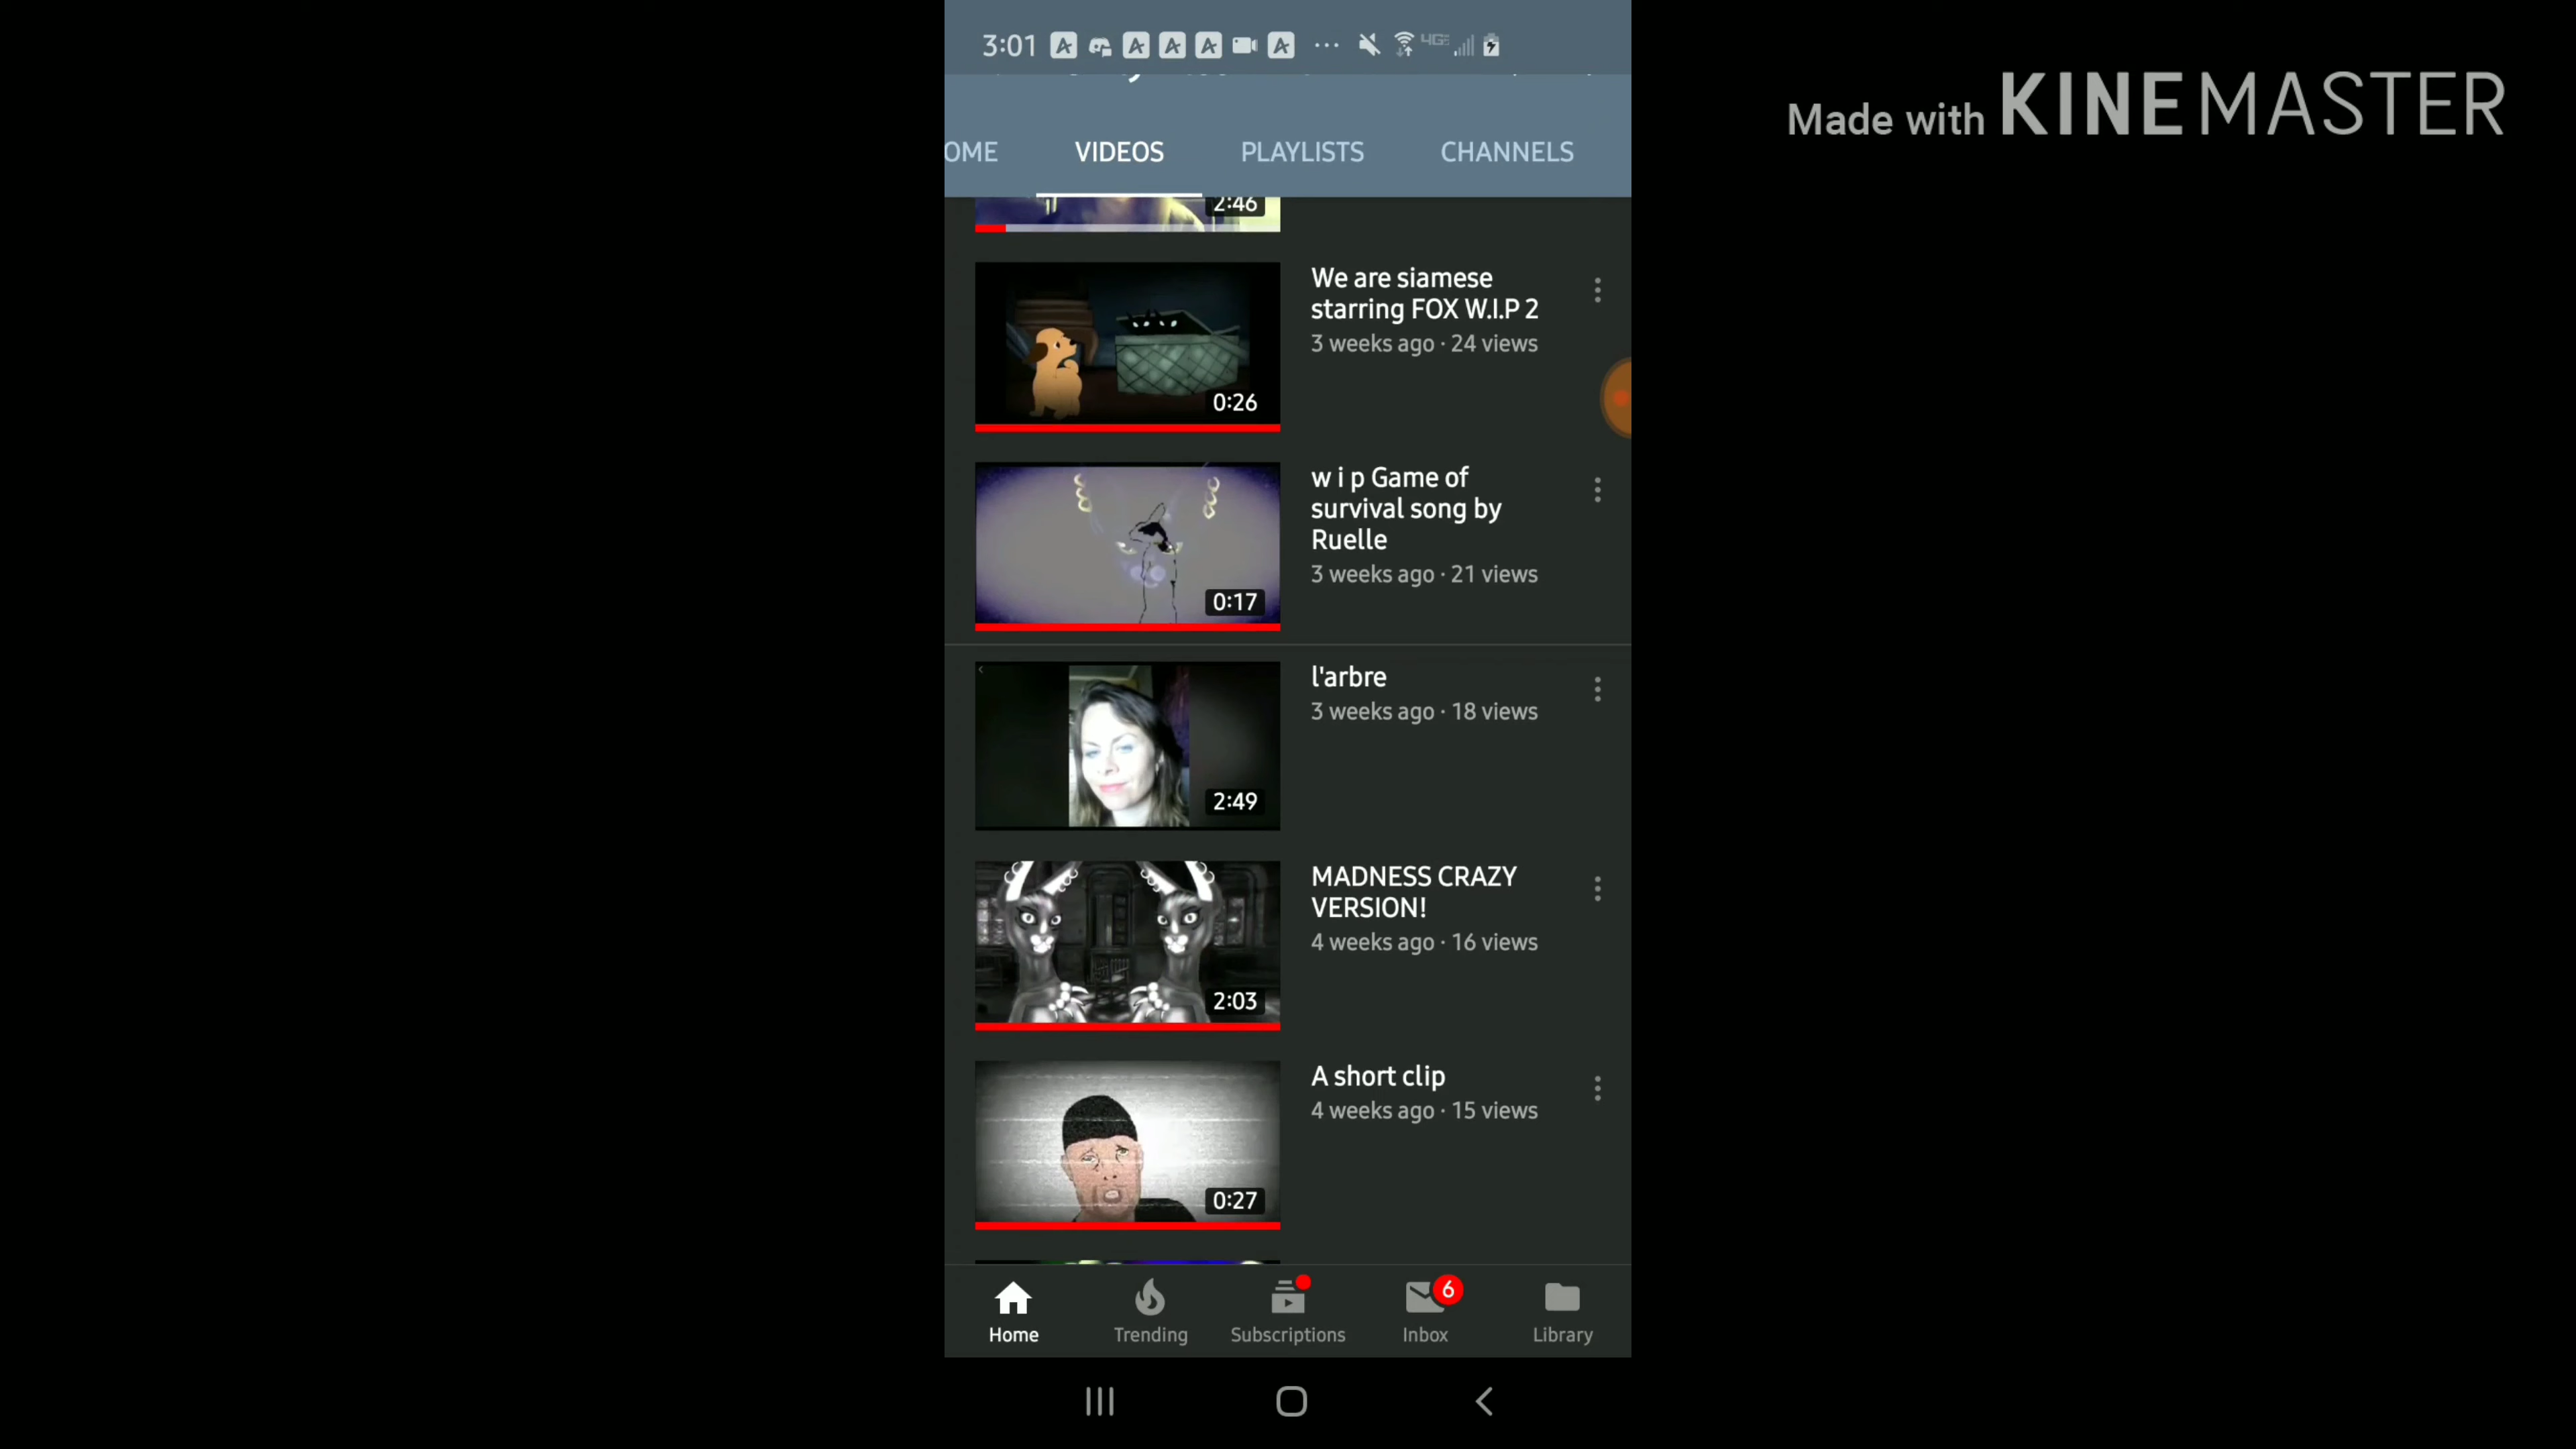 3:01
Made with KINEMASTER
OME VIDEOS PLAYLISTS CHANNELS
2:46
We are siamese
starring FOX W.I.P 2
3 weeks ago · 24 views
0:26
w i p Game of
survival song by
Ruelle
3 weeks ago · 21 views
0:17
l'arbre
3 weeks ago · 18 views
2:49
MADNESS CRAZY
VERSION!
4 weeks ago · 16 views
2:03
A short clip
4 weeks ago · 15 views
0:27
6
Home Trending Subscriptions Inbox Library